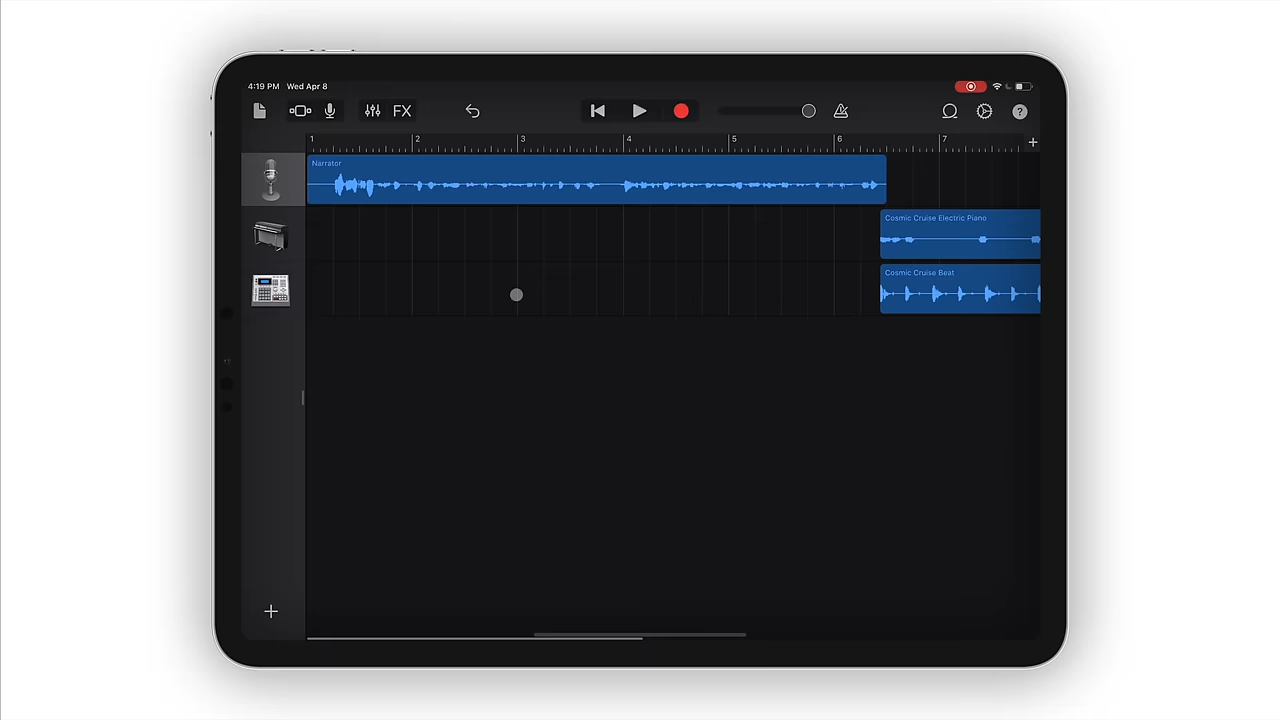 4:19 PM Wed Apr 8
FX
?
1 2 3 4 5 6 7 +
Narrator
Cosmic Cruise Electric Piano
Cosmic Cruise Beat
+